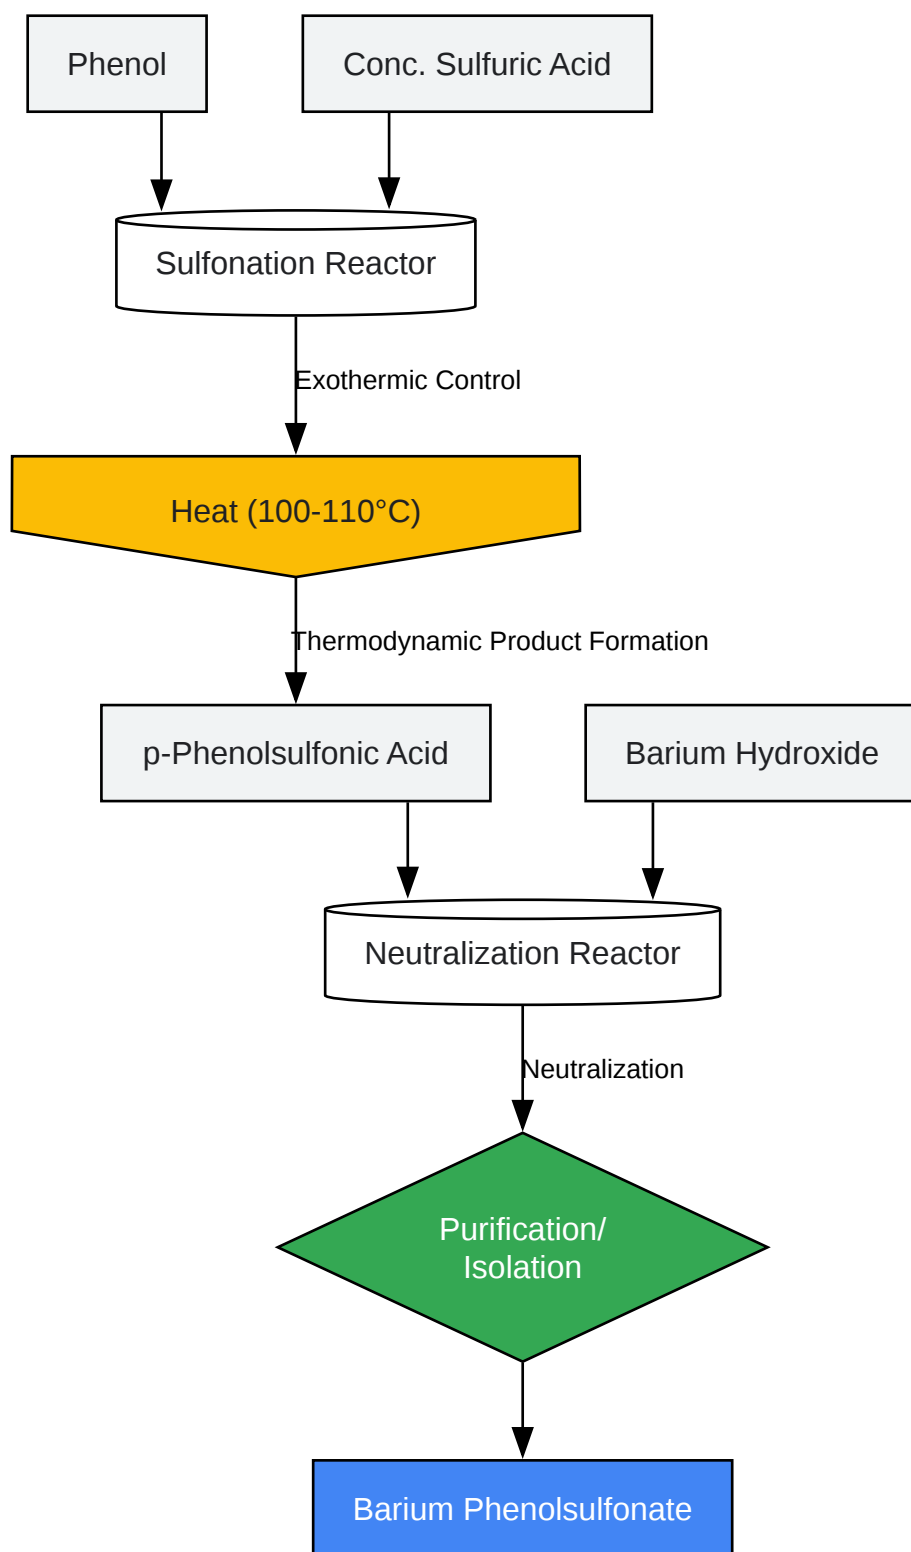 Phenol
Conc. Sulfuric Acid
Sulfonation Reactor
Exothermic Control
Heat (100-110°C)
Thermodynamic Product Formation
p-Phenolsulfonic Acid
Barium Hydroxide
Neutralization Reactor
Neutralization
Purification/
Isolation
Barium Phenolsulfonate